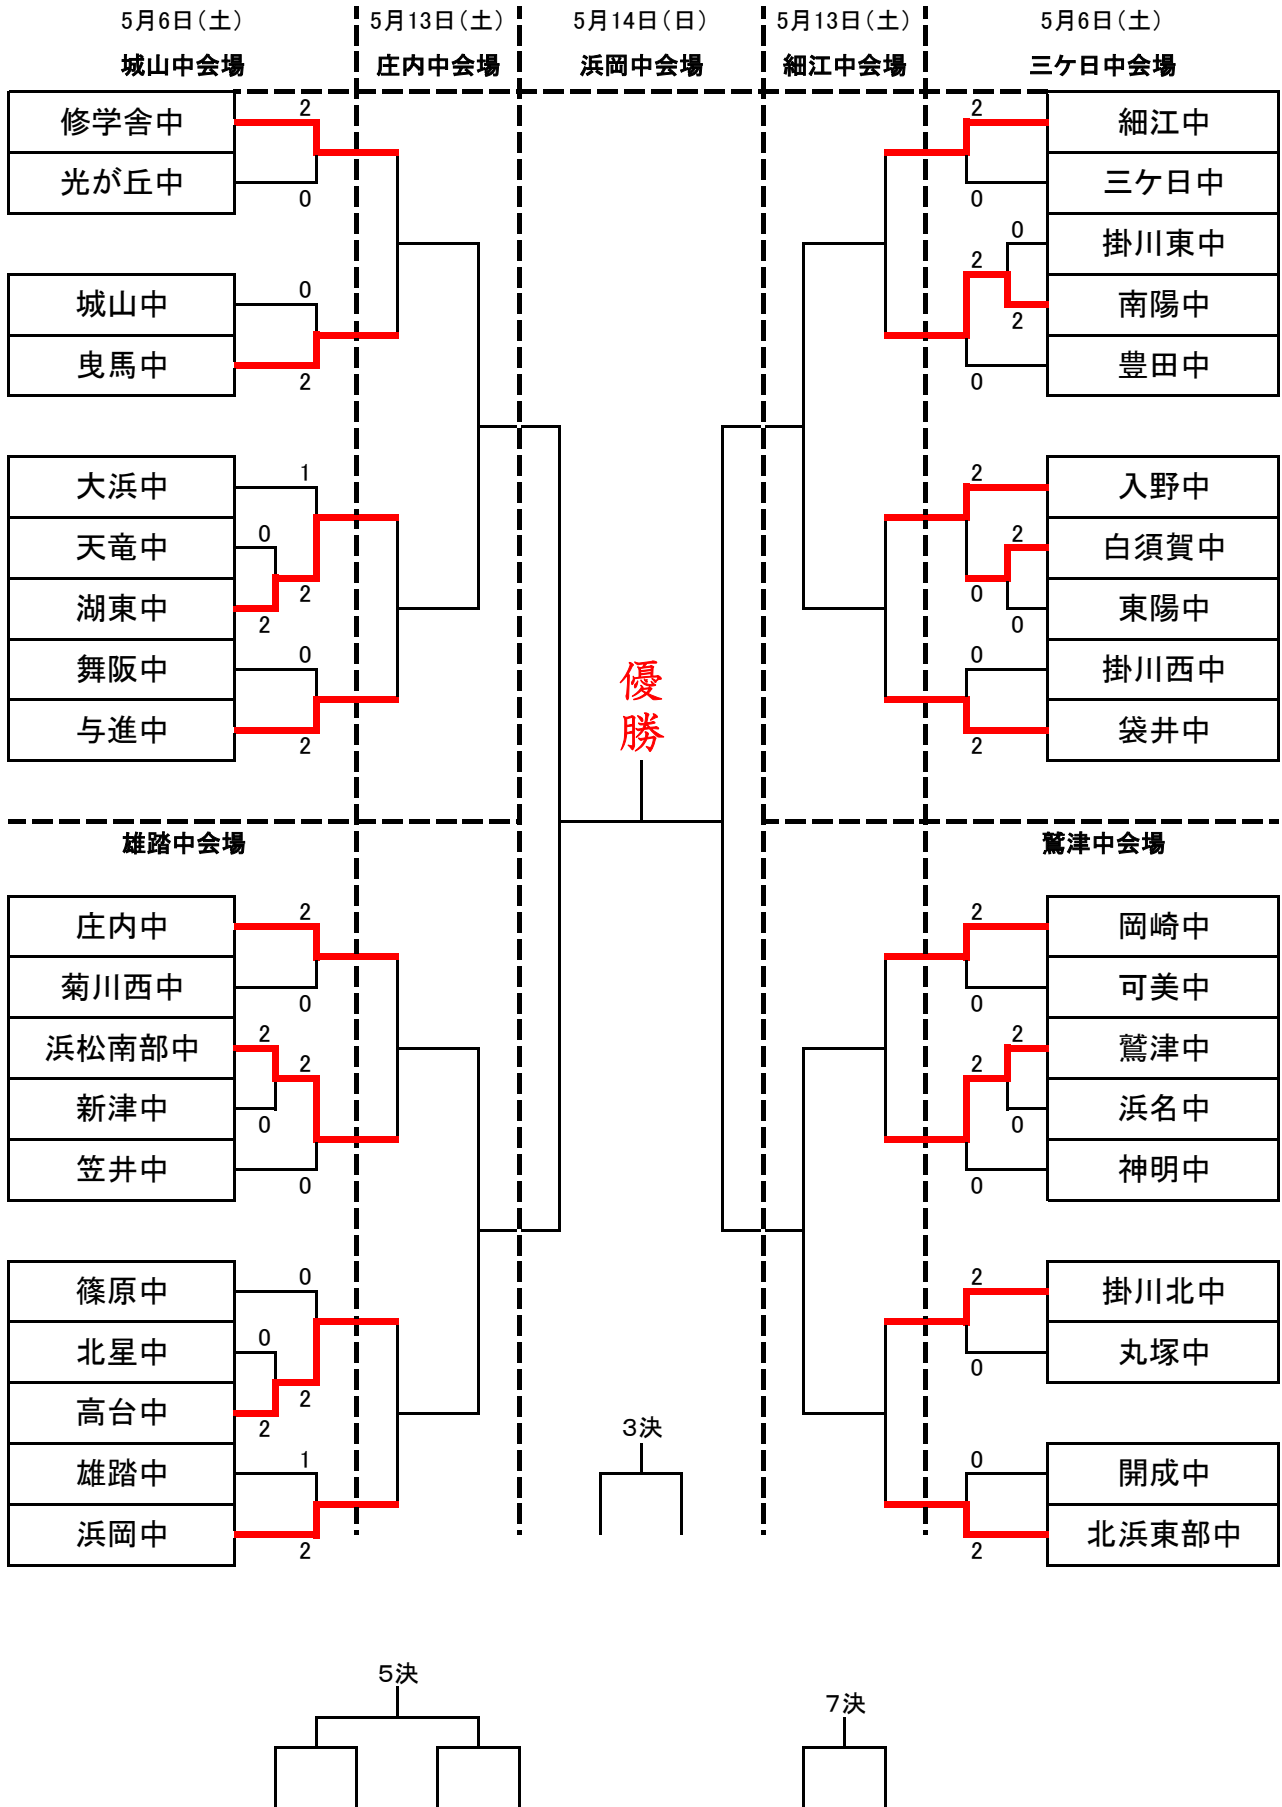 5月6日(土) 5月13日(土) 5月14日(日) 5月13日(土) 5月6日(土)
城山中会場 庄内中会場 浜岡中会場 細江中会場 三ケ日中会場
修学舎中 2
光が丘中 0
城山中 0
曳馬中 2
大浜中 1
天竜中 0
湖東中 2 2
舞阪中 0
与進中 2
2 細江中
0 三ケ日中
0 掛川東中
2 2 南陽中
0 豊田中
2 入野中
0 2 白須賀中
0 東陽中
0 掛川西中
2 袋井中
優
勝
雄踏中会場
庄内中 2
菊川西中 0
浜松南部中 2 2
新津中 0
笠井中 0
篠原中 0
北星中 0
高台中 2 2
雄踏中 1
浜岡中 2
鷲津中会場
2 岡崎中
0 可美中
2 2 鷲津中
0 浜名中
0 神明中
2 掛川北中
0 丸塚中
0 開成中
2 北浜東部中
3決
5決
7決